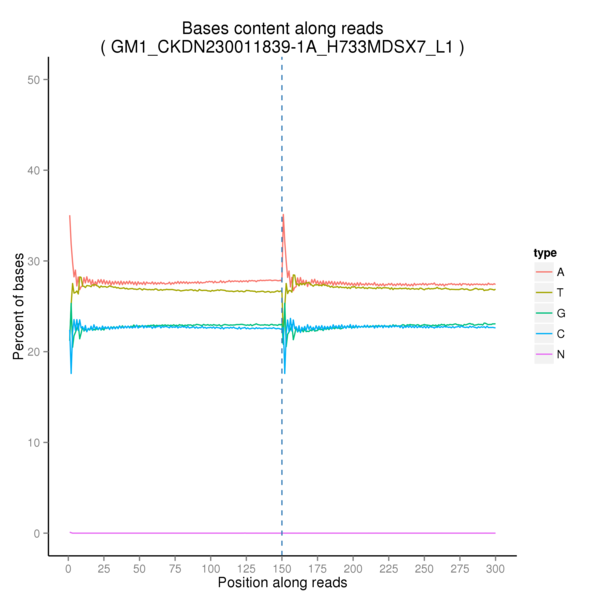 Bases content along reads
( GM1_CKDN230011839-1A_H733MDSX7_L1 )
50
40
30
20
10
0
Percent of bases
0 25 50 75 100 125 150 175 200 225 250 275 300
Position along reads
type
A
T
G
C
N